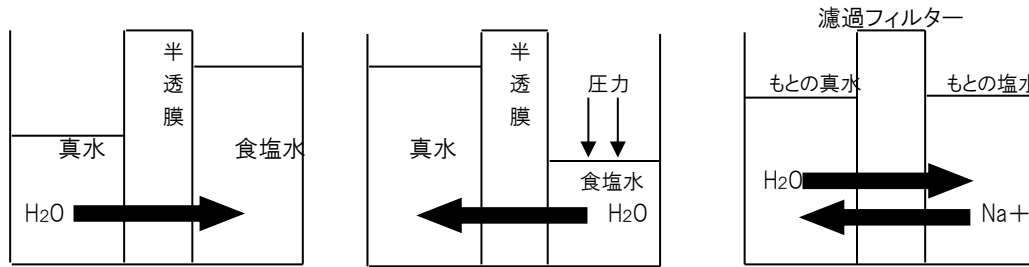 半透膜
真水
食塩水
H₂O
半透膜
圧力
真水
食塩水
H₂O
濾過フィルター
もとの真水
もとの塩水
H₂O
Na＋